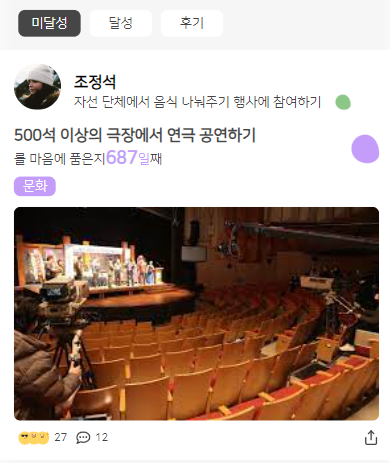 미달성 달성 후기
조정석
자선 단체에서 음식 나눠주기 행사에 참여하기
500석 이상의 극장에서 연극 공연하기
를 마음에 품은지687일째
문화
27 12